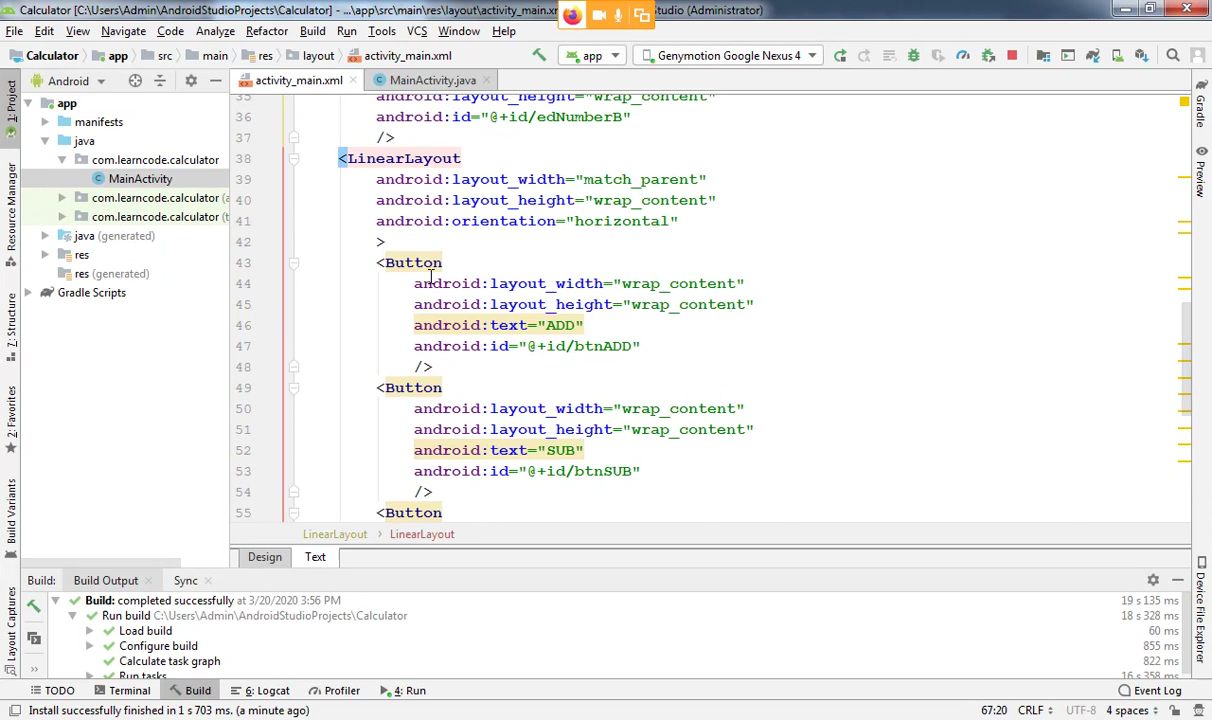 Calculator [C:\Users\Admin\AndroidStudioProjects\Calculator] - ...\app\src\main\res\layout\activity_main.xm Studio (Administrator)
File Edit View Navigate Code Analyze Refactor Build Run Tools VCS Window Help
Calculator app src main res layout activity_main.xml app Genymotion Google Nexus 4
Android activity_main.xml MainActivity.java
app
manifests
java
com.learncode.calculator
MainActivity
com.learncode.calculator (a
com.learncode.calculator (t
java (generated)
res
res (generated)
Gradle Scripts
1: Project
Resource Manager
Z: Structure
2: Favorites
Build Variants
Layout Captures
35 android:layout_height="wrap_content"
36 android:id="@+id/edNumberB"
37 />
38 <LinearLayout
39 android:layout_width="match_parent"
40 android:layout_height="wrap_content"
41 android:orientation="horizontal"
42 >
43 <Button
44 android:layout_width="wrap_content"
45 android:layout_height="wrap_content"
46 android:text="ADD"
47 android:id="@+id/btnADD"
48 />
49 <Button
50 android:layout_width="wrap_content"
51 android:layout_height="wrap_content"
52 android:text="SUB"
53 android:id="@+id/btnSUB"
54 />
55 <Button
LinearLayout › LinearLayout
Design Text
Gradle
Preview
Device File Explorer
Build: Build Output Sync
Build: completed successfully at 3/20/2020 3:56 PM 19 s 135 ms
Run build C:\Users\Admin\AndroidStudioProjects\Calculator 18 s 328 ms
Load build 60 ms
Configure build 855 ms
Calculate task graph 822 ms
Run tasks 16 s 358 ms
TODO Terminal Build 6: Logcat Profiler 4: Run Event Log
Install successfully finished in 1 s 703 ms. (a minute ago) 67:20 CRLF UTF-8 4 spaces